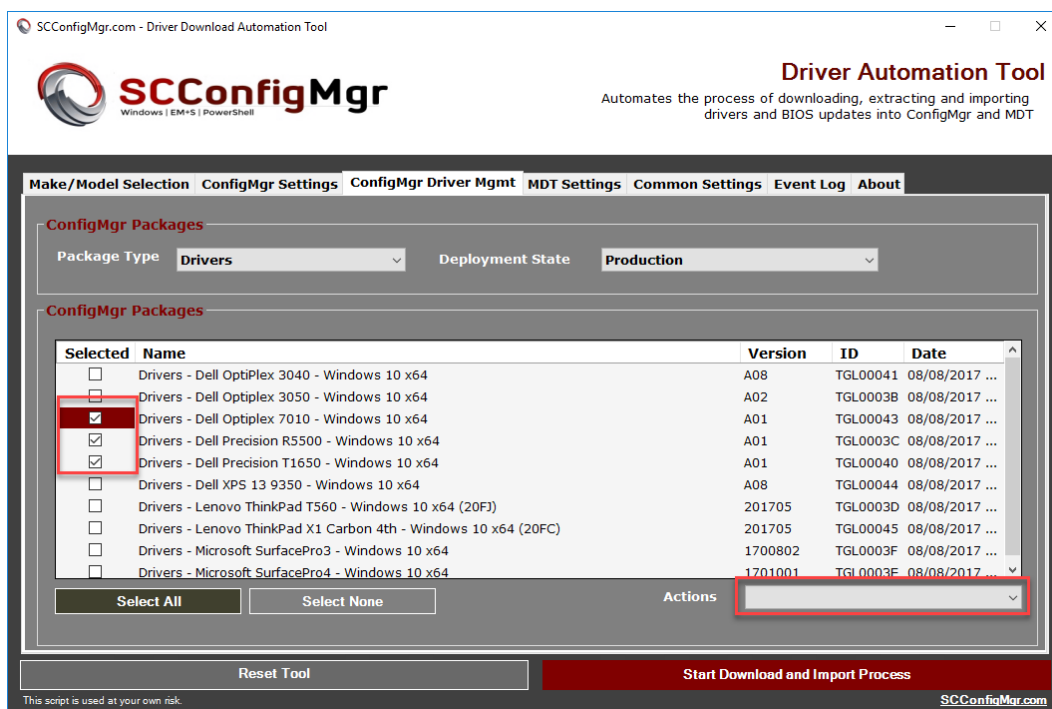 SCConfigMgr.com - Driver Download Automation Tool
SCConfigMgr
Windows | EM+S | PowerShell
Driver Automation Tool
Automates the process of downloading, extracting and importing
drivers and BIOS updates into ConfigMgr and MDT
Make/Model Selection ConfigMgr Settings ConfigMgr Driver Mgmt MDT Settings Common Settings Event Log About
ConfigMgr Packages
Package Type Drivers Deployment State Production
ConfigMgr Packages
Selected Name Version ID Date
Drivers - Dell OptiPlex 3040 - Windows 10 x64 A08 TGL00041 08/08/2017 ...
Drivers - Dell Optiplex 3050 - Windows 10 x64 A02 TGL0003B 08/08/2017 ...
Drivers - Dell Optiplex 7010 - Windows 10 x64 A01 TGL00043 08/08/2017 ...
Drivers - Dell Precision R5500 - Windows 10 x64 A01 TGL0003C 08/08/2017 ...
Drivers - Dell Precision T1650 - Windows 10 x64 A01 TGL00040 08/08/2017 ...
Drivers - Dell XPS 13 9350 - Windows 10 x64 A08 TGL00044 08/08/2017 ...
Drivers - Lenovo ThinkPad T560 - Windows 10 x64 (20FJ) 201705 TGL0003D 08/08/2017 ...
Drivers - Lenovo ThinkPad X1 Carbon 4th - Windows 10 x64 (20FC) 201705 TGL00045 08/08/2017 ...
Drivers - Microsoft SurfacePro3 - Windows 10 x64 1700802 TGL0003F 08/08/2017 ...
Drivers - Microsoft SurfacePro4 - Windows 10 x64 1701001 TGL0003E 08/08/2017 ...
Select All Select None Actions
Reset Tool Start Download and Import Process
This script is used at your own risk. SCConfigMgr.com